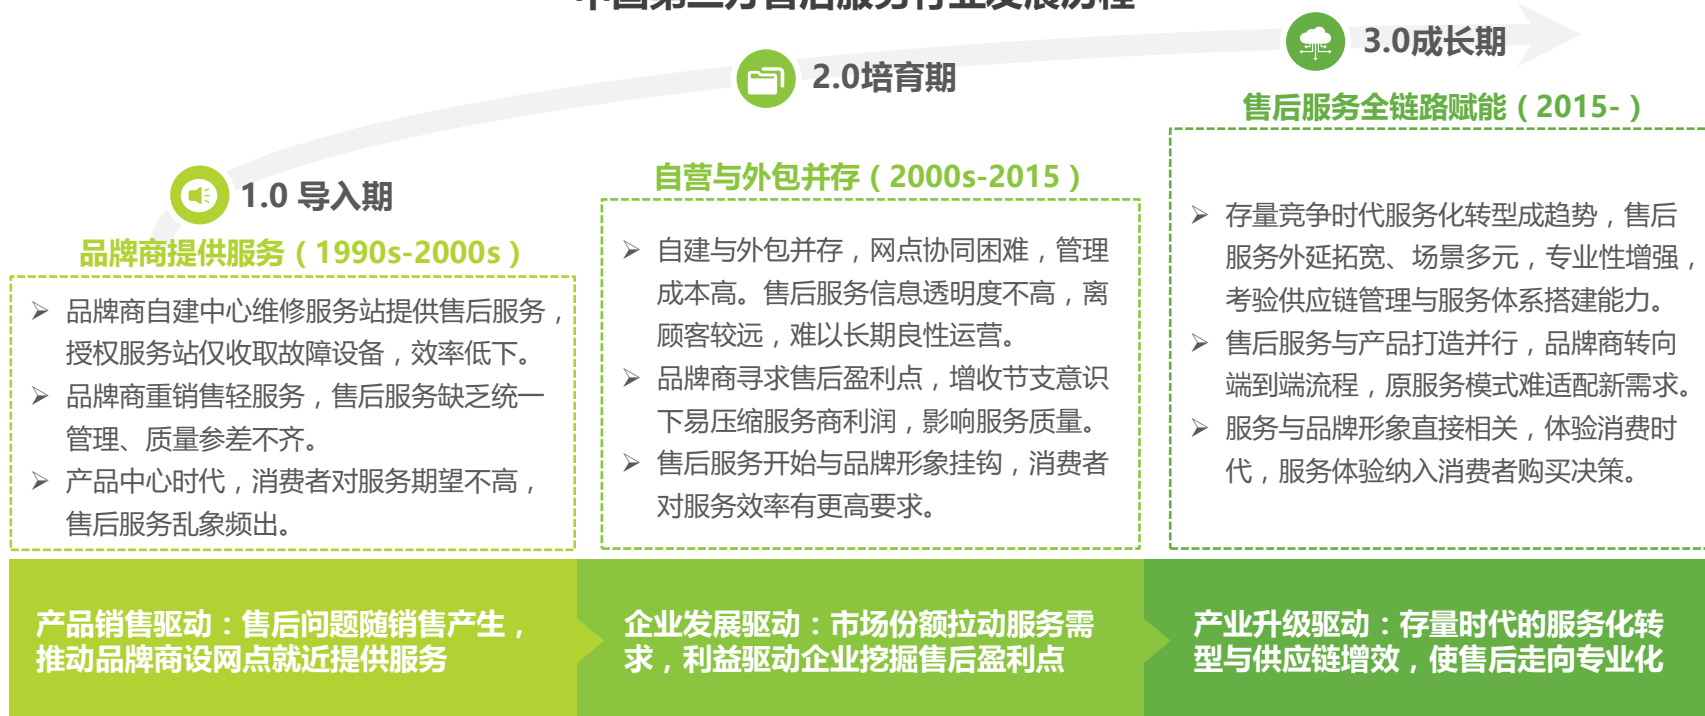 中国第三方售后服务行业发展历程
3.0成长期
2.0培育期
售后服务全链路赋能（2015-）
自营与外包并存（2000s-2015）
1.0 导入期
品牌商提供服务（1990s-2000s）
➢ 品牌商自建中心维修服务站提供售后服务，
授权服务站仅收取故障设备，效率低下。
➢ 品牌商重销售轻服务，售后服务缺乏统一
管理、质量参差不齐。
➢ 产品中心时代，消费者对服务期望不高，
售后服务乱象频出。
➢ 自建与外包并存，网点协同困难，管理
成本高。售后服务信息透明度不高，离
顾客较远，难以长期良性运营。
➢ 品牌商寻求售后盈利点，增收节支意识
下易压缩服务商利润，影响服务质量。
➢ 售后服务开始与品牌形象挂钩，消费者
对服务效率有更高要求。
➢ 存量竞争时代服务化转型成趋势，售后
服务外延拓宽、场景多元，专业性增强，
考验供应链管理与服务体系搭建能力。
➢ 售后服务与产品打造并行，品牌商转向
端到端流程，原服务模式难适配新需求。
➢ 服务与品牌形象直接相关，体验消费时
代，服务体验纳入消费者购买决策。
产品销售驱动：售后问题随销售产生，
推动品牌商设网点就近提供服务
企业发展驱动：市场份额拉动服务需
求，利益驱动企业挖掘售后盈利点
产业升级驱动：存量时代的服务化转
型与供应链增效，使售后走向专业化